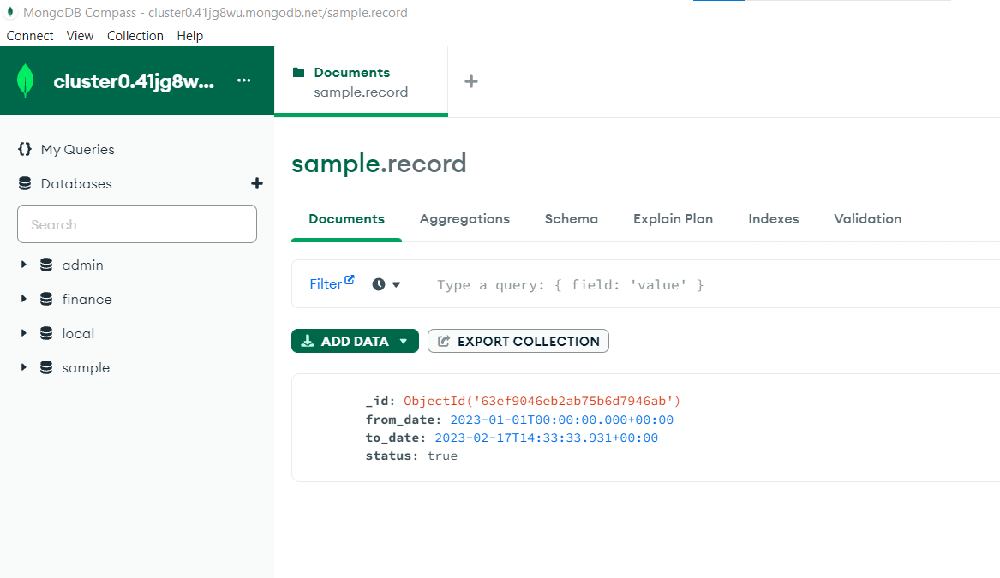 MongoDB Compass - cluster0.41jg8wu.mongodb.net/sample.record
Connect View Collection Help
cluster0.41jg8w... ...
Documents
sample.record
My Queries
Databases
Search
admin
finance
local
sample
sample.record
Documents Aggregations Schema Explain Plan Indexes Validation
Filter Type a query: { field: 'value' }
ADD DATA EXPORT COLLECTION
_id: ObjectId('63ef9046eb2ab75b6d7946ab')
from_date: 2023-01-01T00:00:00.000+00:00
to_date: 2023-02-17T14:33:33.931+00:00
status: true